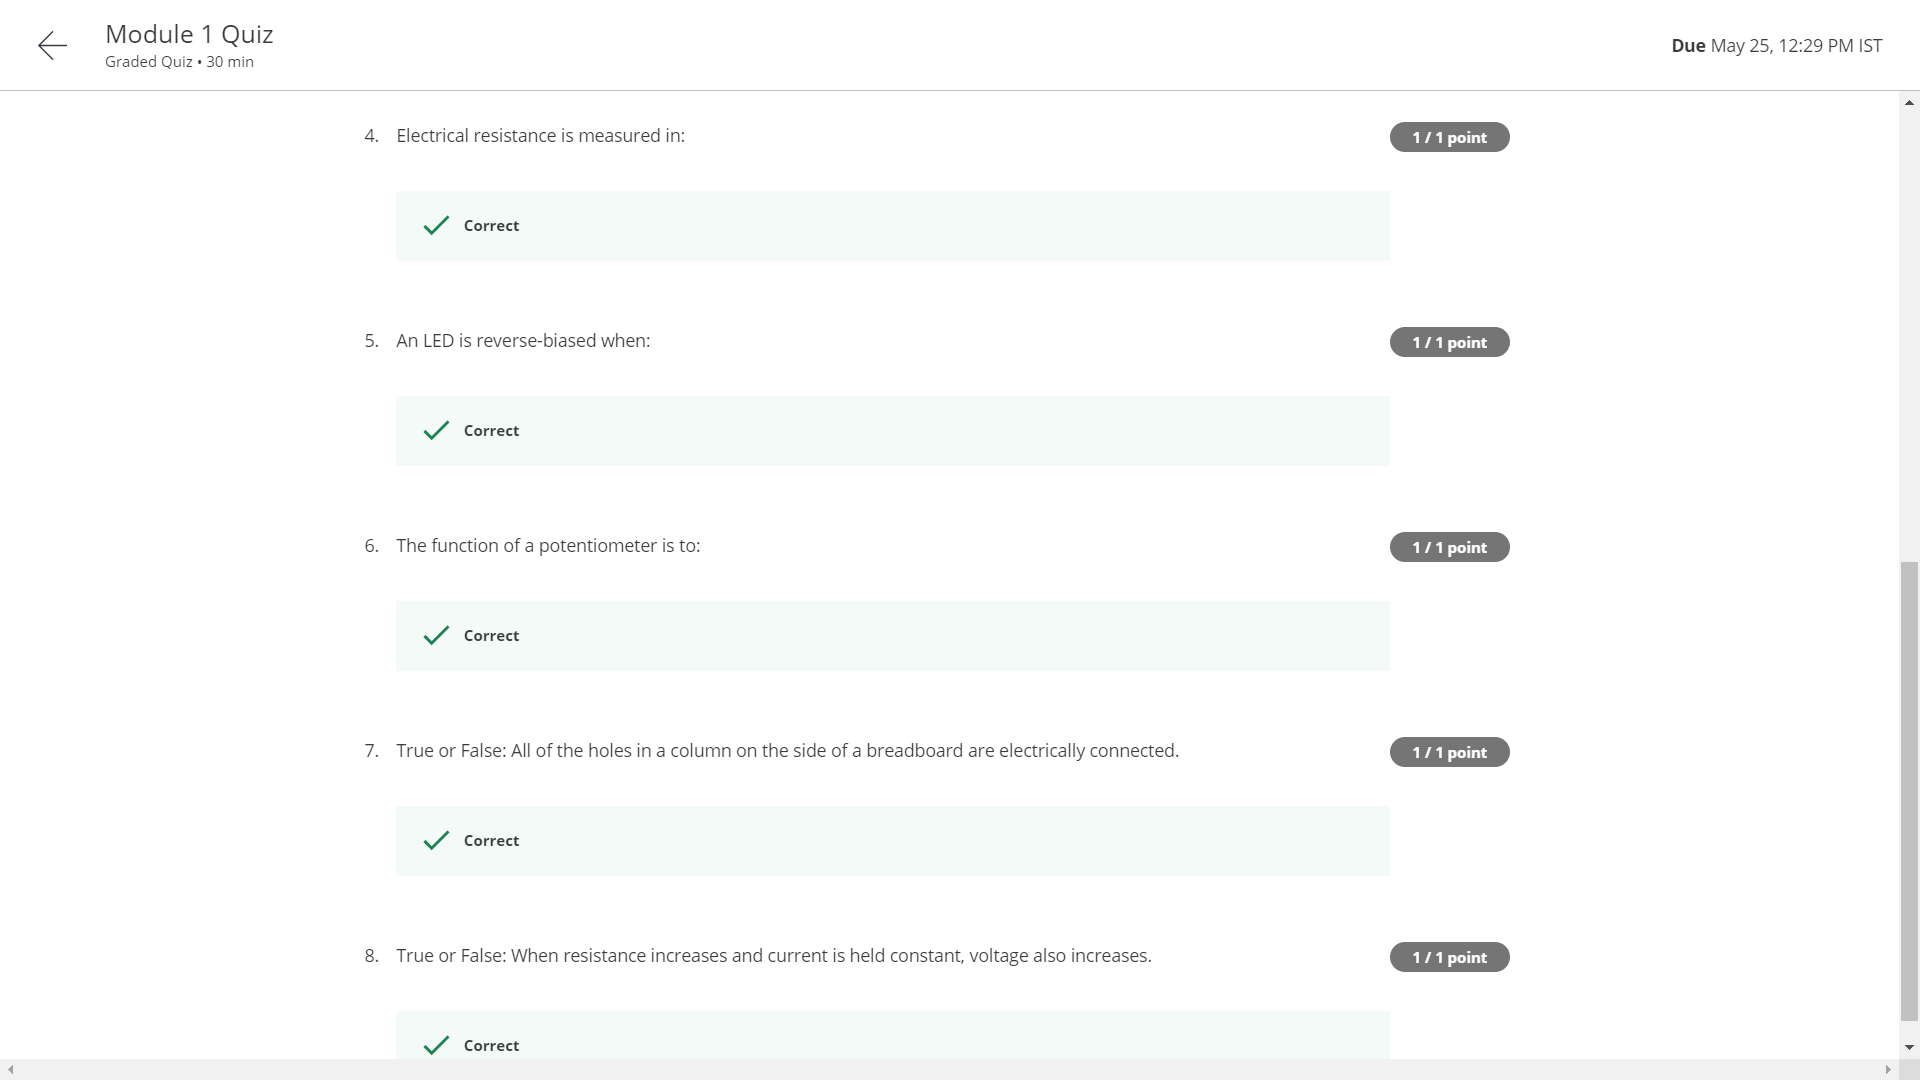 Module 1 Quiz
Graded Quiz • 30 min
Due May 25, 12:29 PM IST
4. Electrical resistance is measured in:
1 / 1 point
Correct
5. An LED is reverse-biased when:
1 / 1 point
Correct
6. The function of a potentiometer is to:
1 / 1 point
Correct
7. True or False: All of the holes in a column on the side of a breadboard are electrically connected.
1 / 1 point
Correct
8. True or False: When resistance increases and current is held constant, voltage also increases.
1 / 1 point
Correct